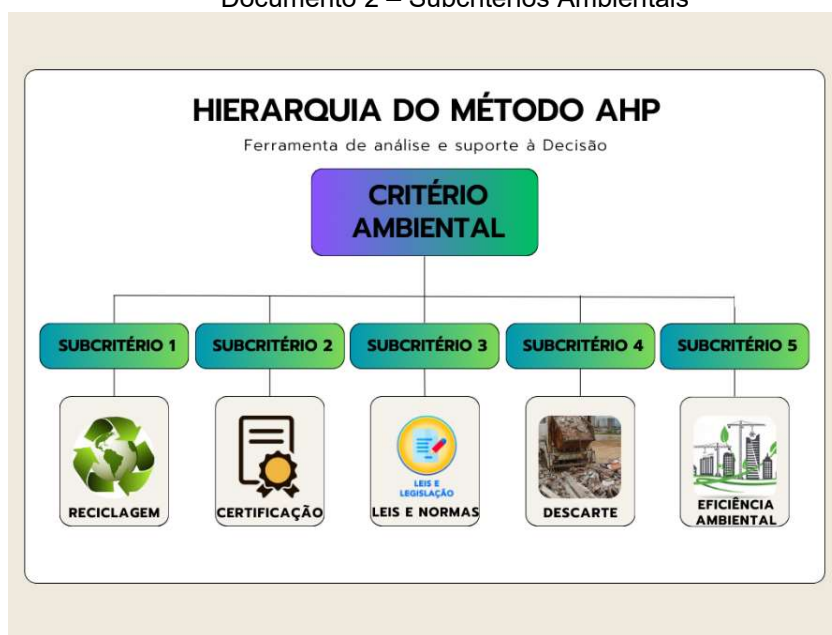 Documento 2 – Subcritérios Ambientais
HIERARQUIA DO MÉTODO AHP
Ferramenta de análise e suporte à Decisão
CRITÉRIO
AMBIENTAL
SUBCRITÉRIO 1
SUBCRITÉRIO 2
SUBCRITÉRIO 3
SUBCRITÉRIO 4
SUBCRITÉRIO 5
RECICLAGEM
CERTIFICAÇÃO
LEIS E
LEGISLAÇÃO
LEIS E NORMAS
DESCARTE
EFICIÊNCIA
AMBIENTAL